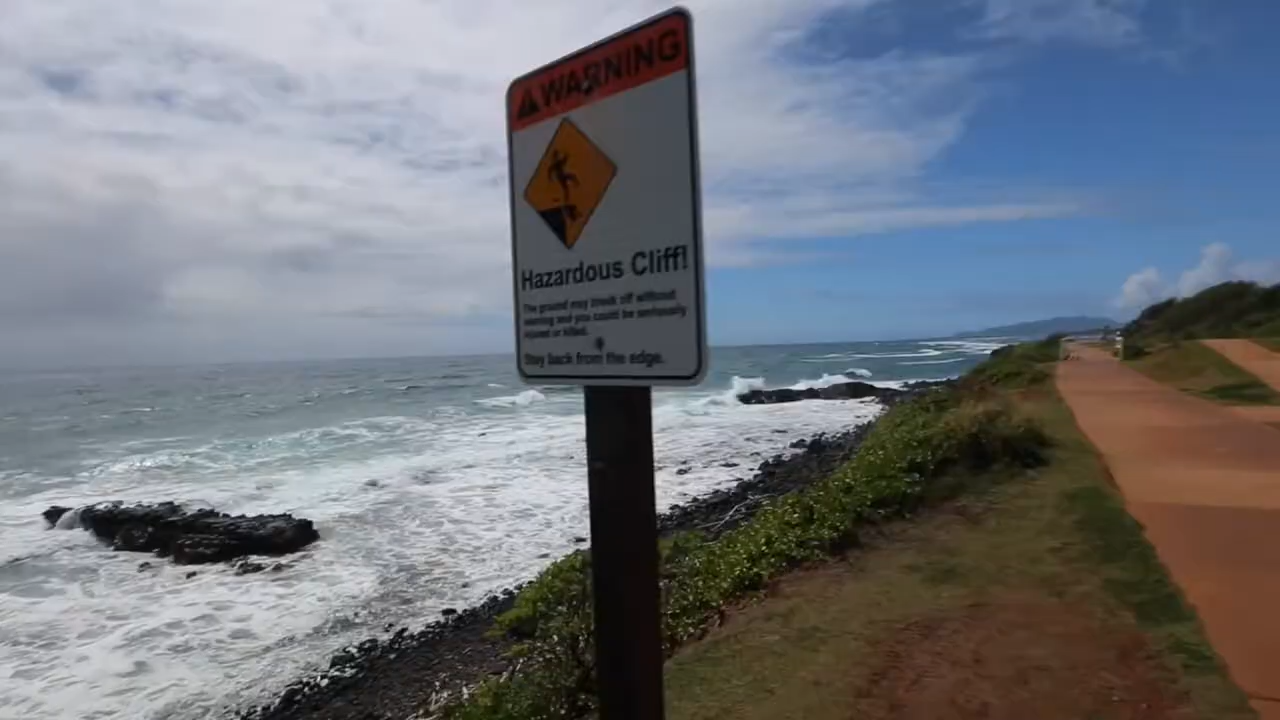 WARNING
Hazardous Cliff!
The ground may break off without
warning and you could be seriously
injured or killed.
Stay back from the edge.